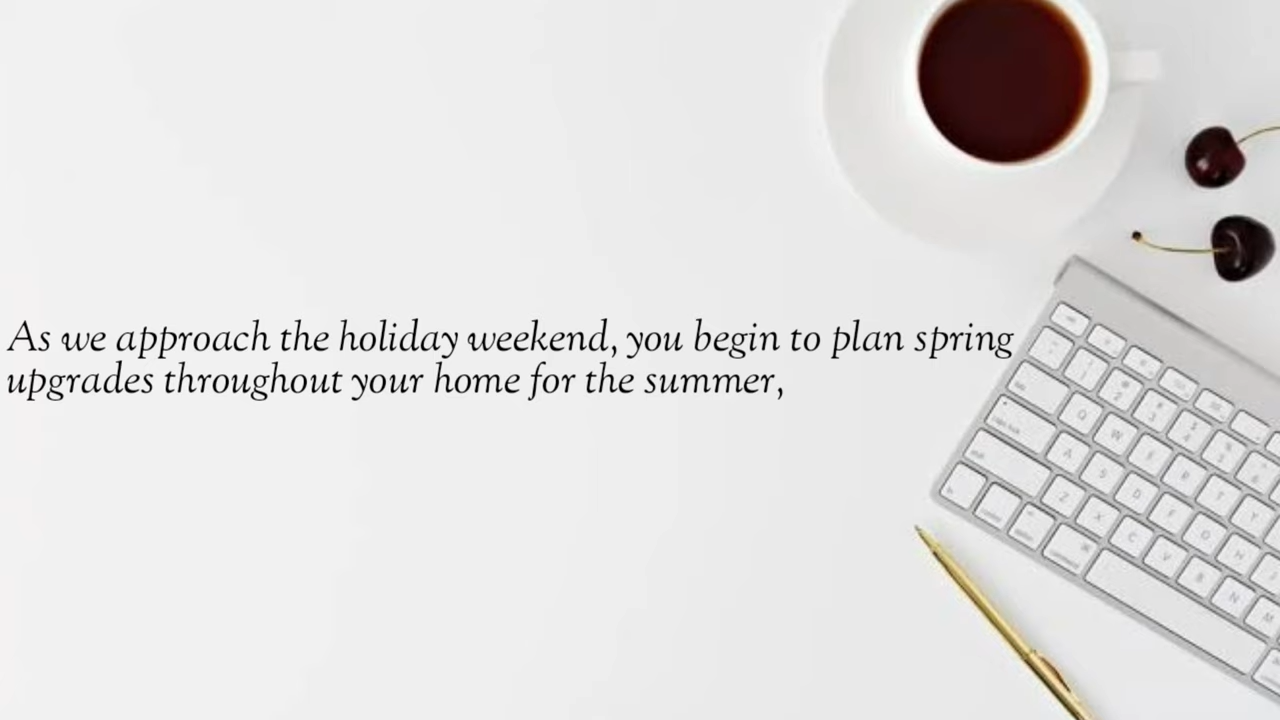 As we approach the holiday weekend, you begin to plan spring
upgrades throughout your home for the summer,